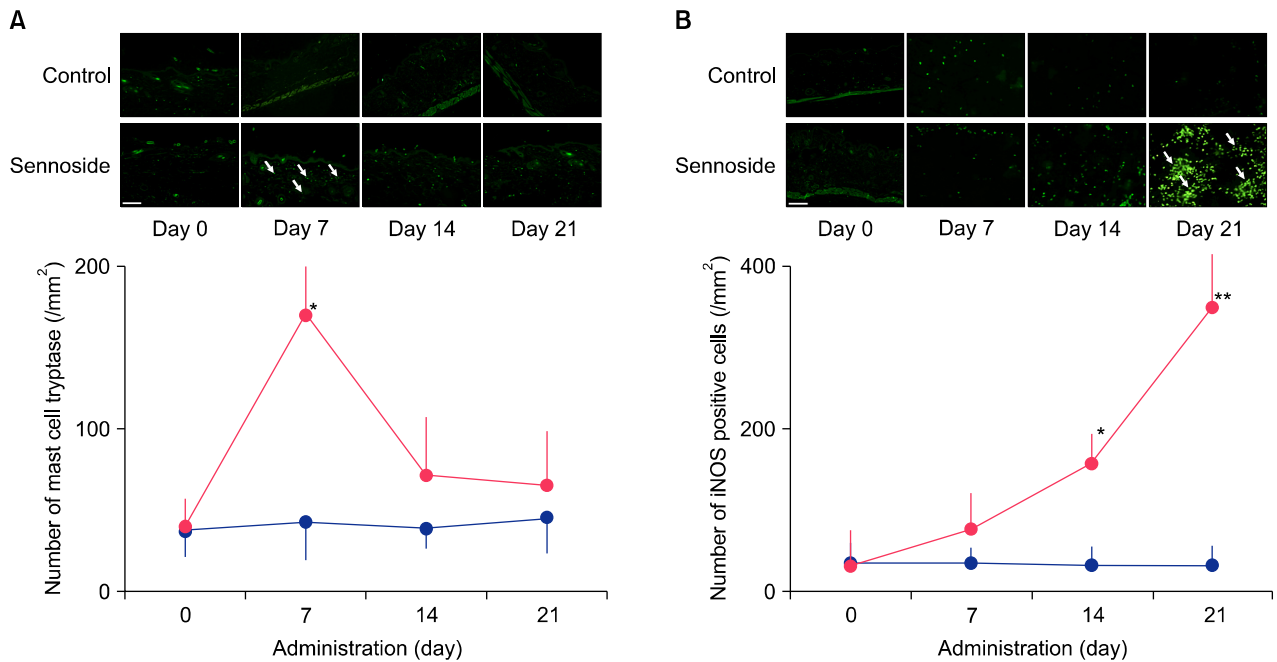 A
Control
Sennoside
Day 0 Day 7 Day 14 Day 21
Number of mast cell tryptase (/mm²)
200
100
0
*
0 7 14 21
Administration (day)
B
Control
Sennoside
Day 0 Day 7 Day 14 Day 21
Number of iNOS positive cells (/mm²)
400
200
0
*
**
0 7 14 21
Administration (day)